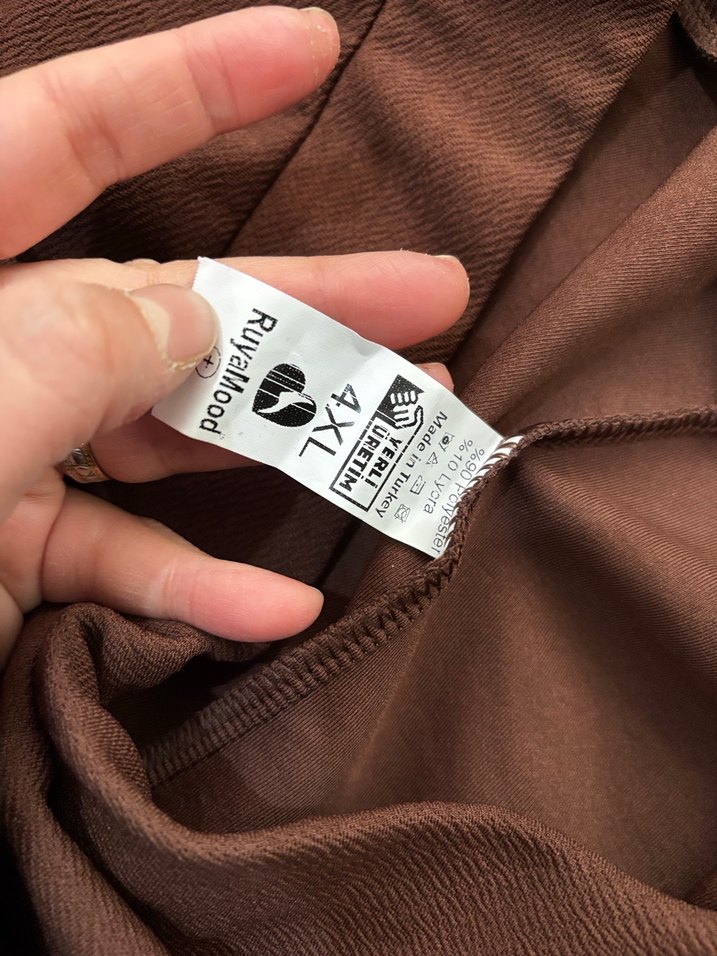 RuyaMood
4XL
YERLİ
ÜRETİM
Made in Turkey
%10 Lycra
%90 Polyester